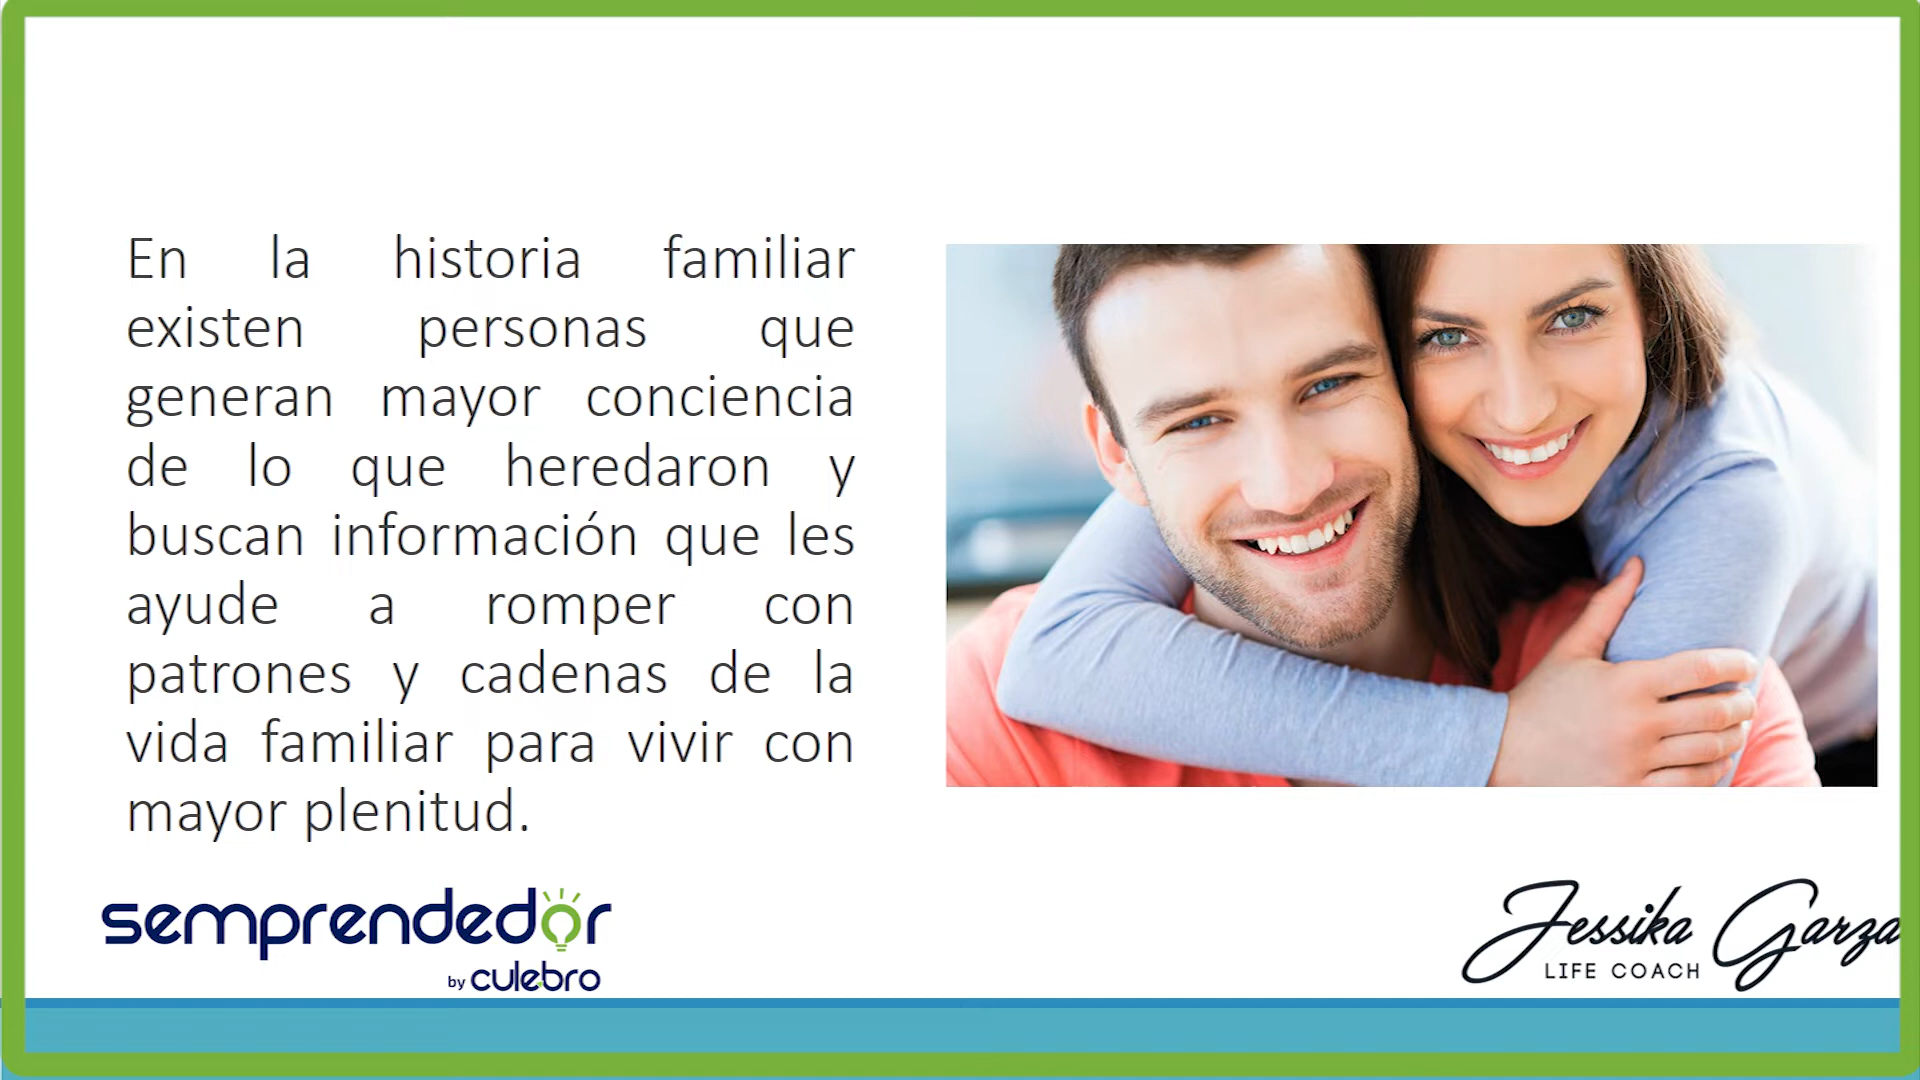 En la historia familiar
existen personas que
generan mayor conciencia
de lo que heredaron y
buscan información que les
ayude a romper con
patrones y cadenas de la
vida familiar para vivir con
mayor plenitud.
semprendedor
by culebro
Jessika Garza
LIFE COACH